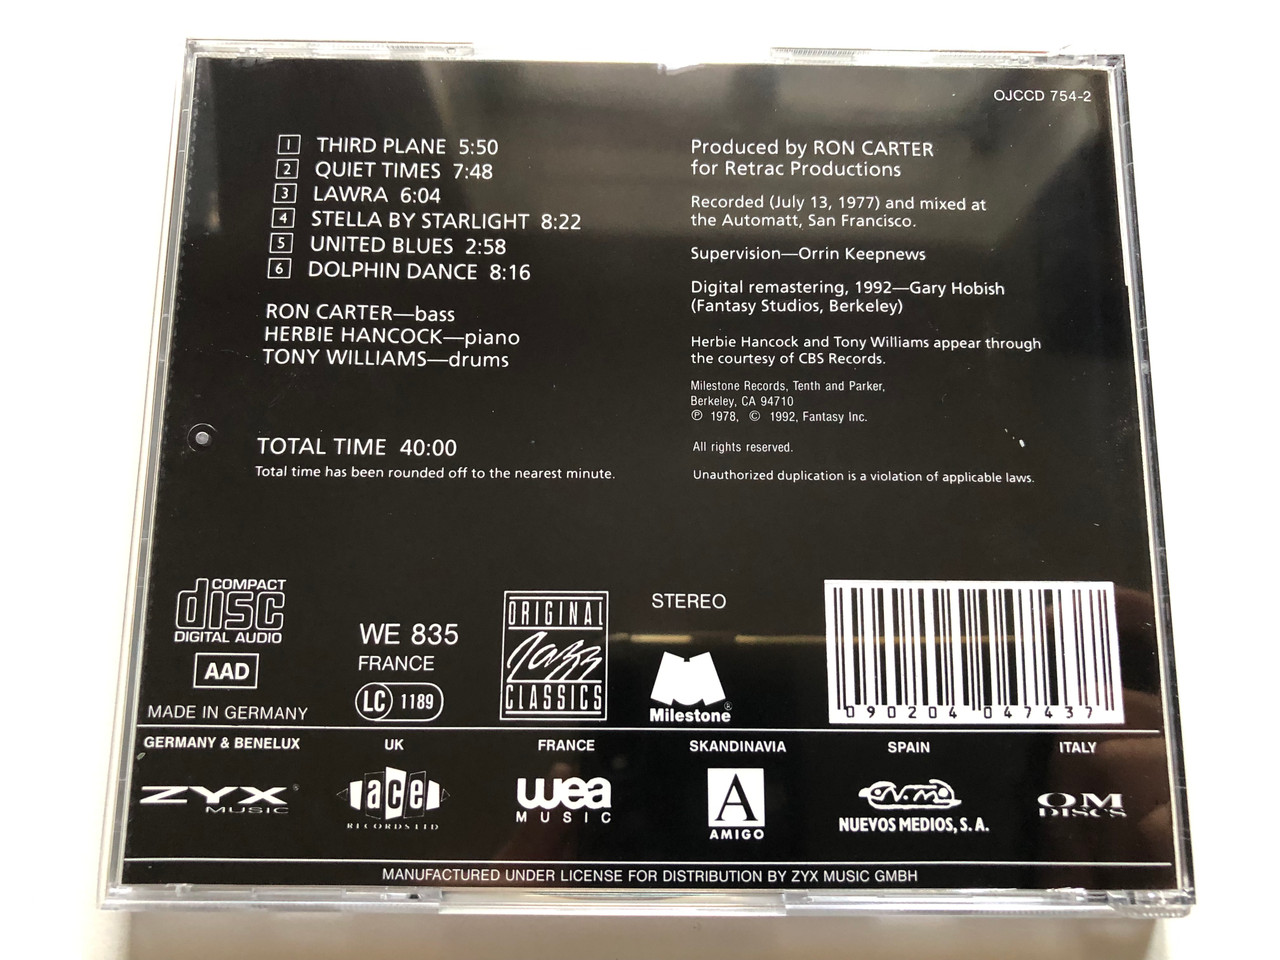 OJCCD 754-2
1 THIRD PLANE 5:50
2 QUIET TIMES 7:48
3 LAWRA 6:04
4 STELLA BY STARLIGHT 8:22
5 UNITED BLUES 2:58
6 DOLPHIN DANCE 8:16
RON CARTER—bass
HERBIE HANCOCK—piano
TONY WILLIAMS—drums
TOTAL TIME 40:00
Total time has been rounded off to the nearest minute.
Produced by RON CARTER
for Retrac Productions
Recorded (July 13, 1977) and mixed at
the Automatt, San Francisco.
Supervision—Orrin Keepnews
Digital remastering, 1992—Gary Hobish
(Fantasy Studios, Berkeley)
Herbie Hancock and Tony Williams appear through
the courtesy of CBS Records.
Milestone Records, Tenth and Parker,
Berkeley, CA 94710
℗ 1978, © 1992, Fantasy Inc.
All rights reserved.
Unauthorized duplication is a violation of applicable laws.
COMPACT
disc
DIGITAL AUDIO
AAD
MADE IN GERMANY
WE 835
FRANCE
LC 1189
ORIGINAL
Jazz
CLASSICS
STEREO
Milestone®
0 90204 04743 7
GERMANY & BENELUX
ZYX
MUSIC
UK
ace
RECORDS LTD
FRANCE
wea
MUSIC
SKANDINAVIA
A
AMIGO
SPAIN
N.M.
NUEVOS MEDIOS, S.A.
ITALY
OM
DISCS
MANUFACTURED UNDER LICENSE FOR DISTRIBUTION BY ZYX MUSIC GMBH